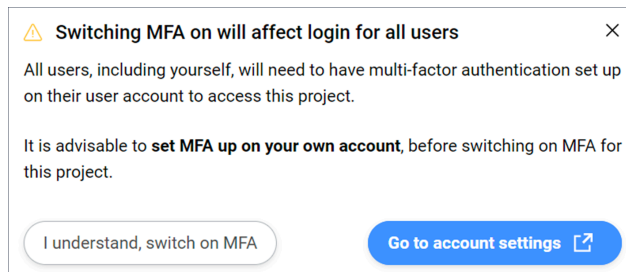 Switching MFA on will affect login for all users
All users, including yourself, will need to have multi-factor authentication set up
on their user account to access this project.
It is advisable to set MFA up on your own account, before switching on MFA for
this project.
I understand, switch on MFA
Go to account settings